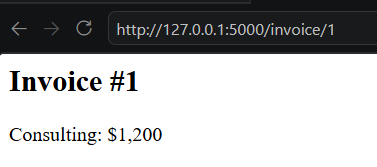 http://127.0.0.1:5000/invoice/1
Invoice #1
Consulting: $1,200